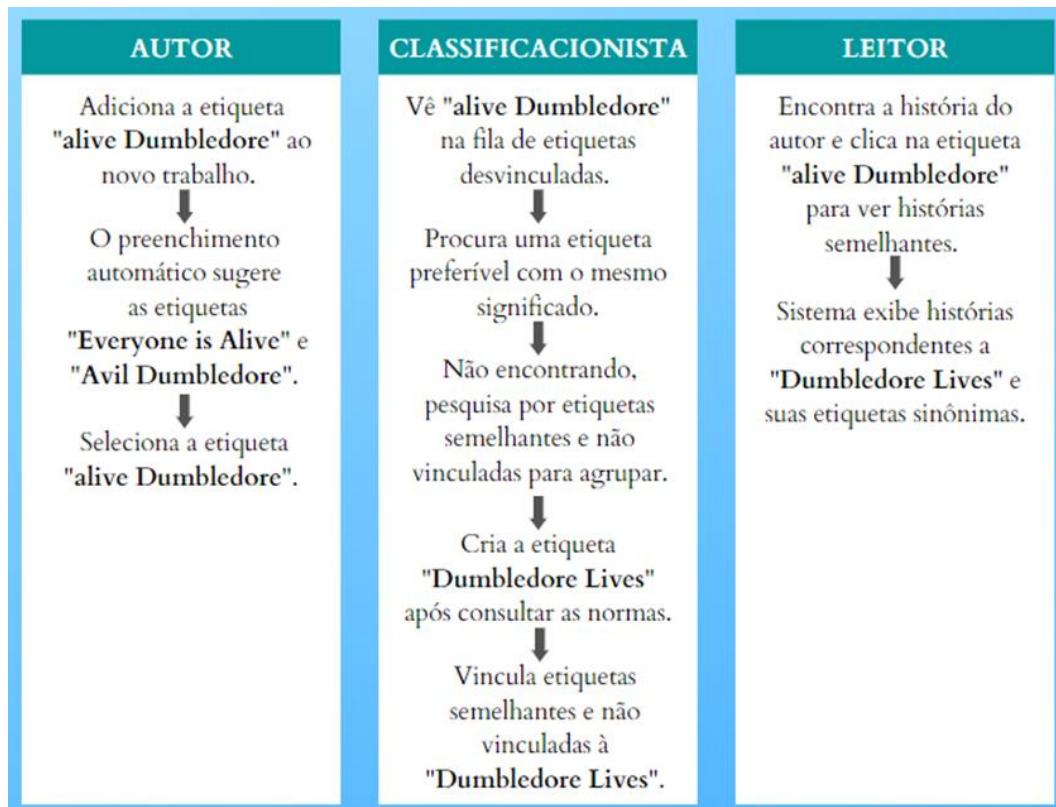 AUTOR
Adiciona a etiqueta
"alive Dumbledore" ao
novo trabalho.
O preenchimento
automático sugere
as etiquetas
"Everyone is Alive" e
"Avil Dumbledore".
Seleciona a etiqueta
"alive Dumbledore".
CLASSIFICACIONISTA
Vê "alive Dumbledore"
na fila de etiquetas
desvinculadas.
Procura uma etiqueta
preferível com o mesmo
significado.
Não encontrando,
pesquisa por etiquetas
semelhantes e não
vinculadas para agrupar.
Cria a etiqueta
"Dumbledore Lives"
após consultar as normas.
Vincula etiquetas
semelhantes e não
vinculadas à
"Dumbledore Lives".
LEITOR
Encontra a história do
autor e clica na etiqueta
"alive Dumbledore"
para ver histórias
semelhantes.
Sistema exibe histórias
correspondentes a
"Dumbledore Lives" e
suas etiquetas sinônimas.